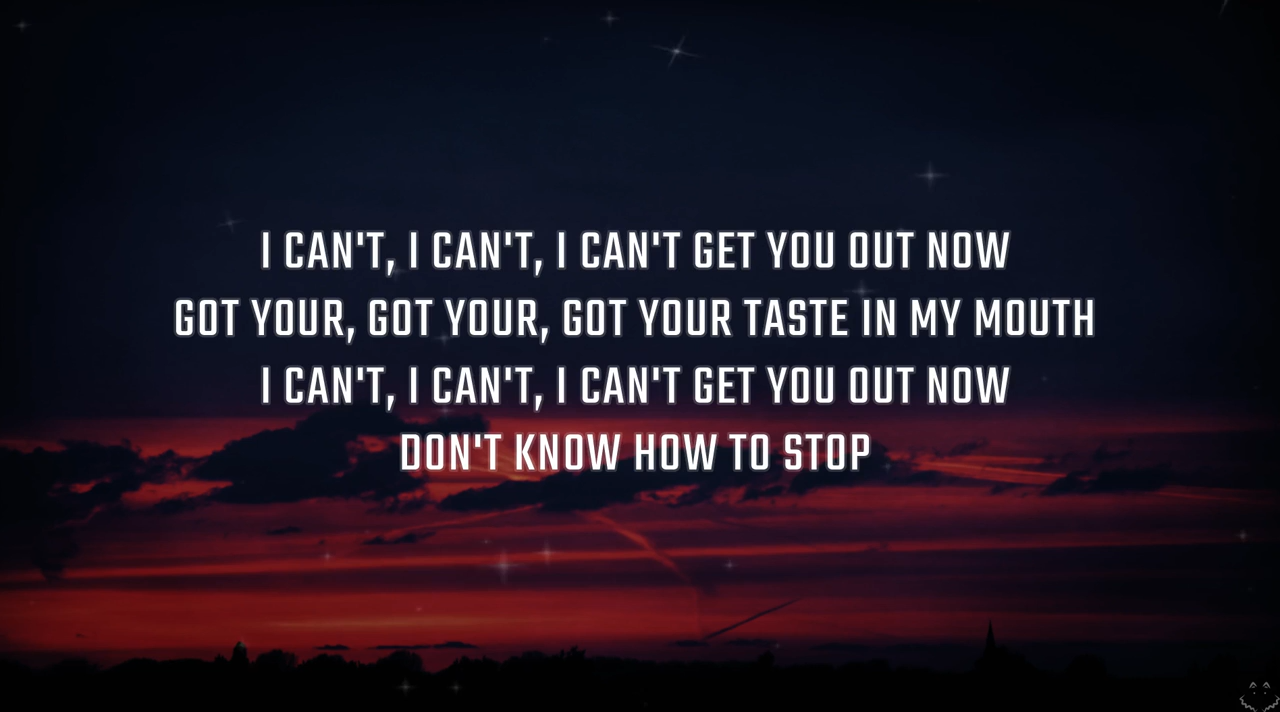 I CAN'T, I CAN'T, I CAN'T GET YOU OUT NOW
GOT YOUR, GOT YOUR, GOT YOUR TASTE IN MY MOUTH
I CAN'T, I CAN'T, I CAN'T GET YOU OUT NOW
DON'T KNOW HOW TO STOP